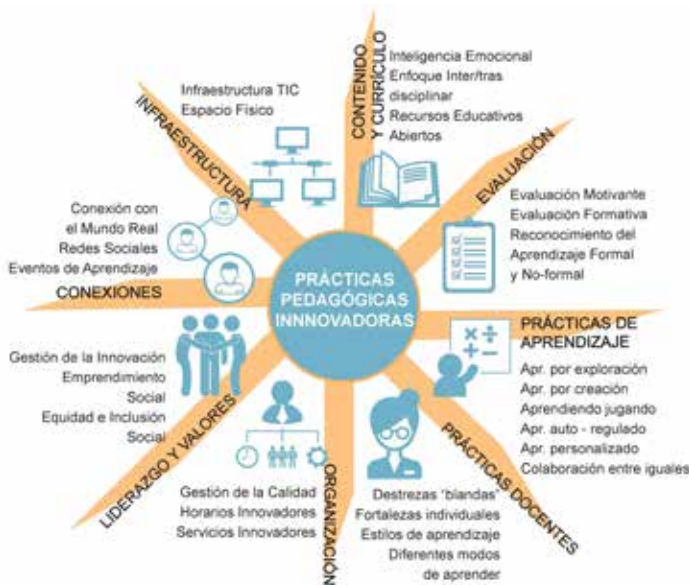 PRÁCTICAS
PEDAGÓGICAS
INNNOVADORAS
CONTENIDO
Y CURRÍCULO
Inteligencia Emocional
Enfoque Inter/tras
disciplinar
Recursos Educativos
Abiertos
EVALUACIÓN
Evaluación Motivante
Evaluación Formativa
Reconocimiento del
Aprendizaje Formal
y No-formal
PRÁCTICAS DE
APRENDIZAJE
Apr. por exploración
Apr. por creación
Aprendiendo jugando
Apr. auto - regulado
Apr. personalizado
Colaboración entre iguales
PRÁCTICAS DOCENTES
Destrezas "blandas"
Fortalezas individuales
Estilos de aprendizaje
Diferentes modos
de aprender
ORGANIZACIÓN
Gestión de la Calidad
Horarios Innovadores
Servicios Innovadores
LIDERAZGO Y VALORES
Gestión de la Innovación
Emprendimiento
Social
Equidad e Inclusión
Social
CONEXIONES
Conexión con
el Mundo Real
Redes Sociales
Eventos de Aprendizaje
INFRAESTRUCTURA
Infraestructura TIC
Espacio Físico